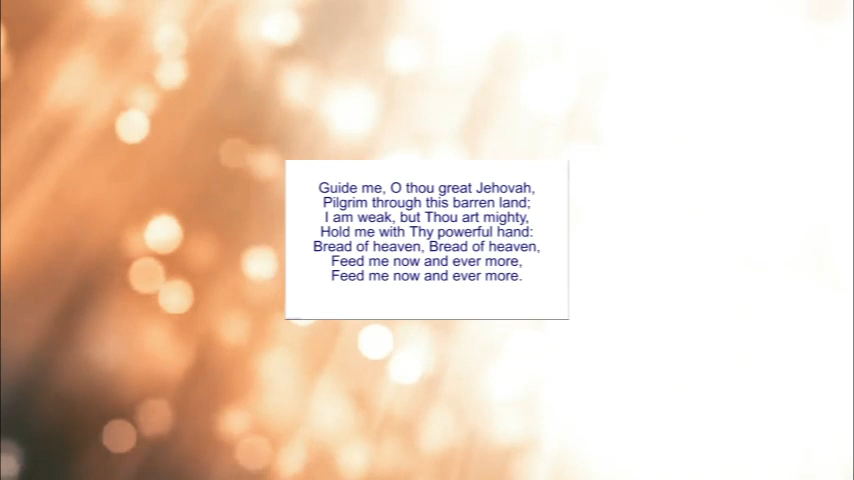 Guide me, O thou great Jehovah,
Pilgrim through this barren land;
I am weak, but Thou art mighty,
Hold me with Thy powerful hand:
Bread of heaven, Bread of heaven,
Feed me now and ever more,
Feed me now and ever more.